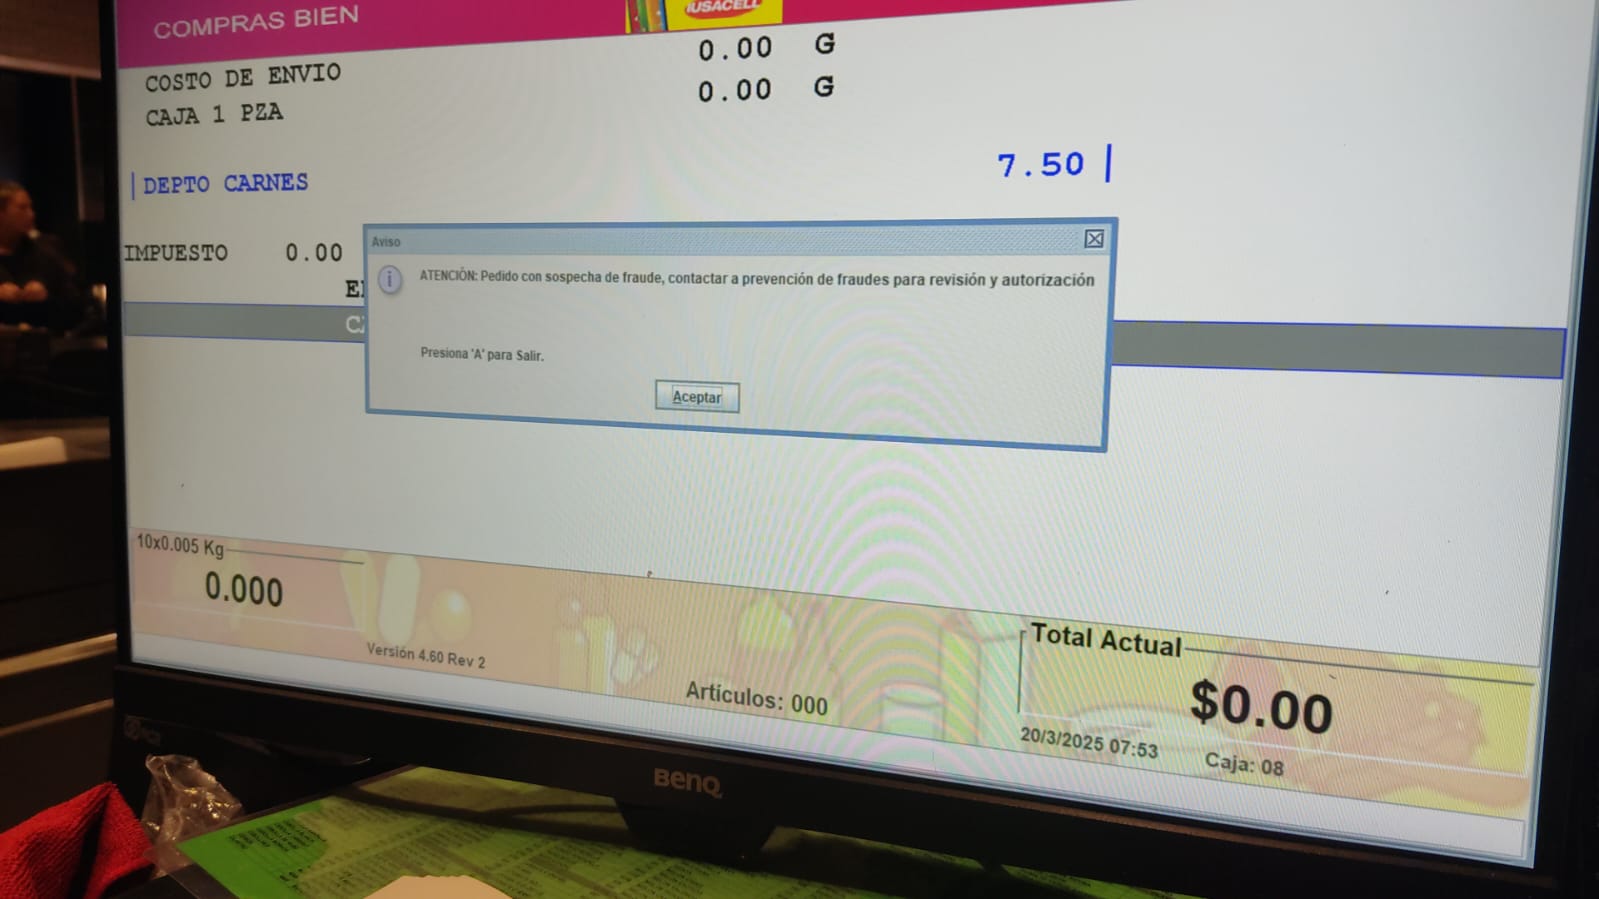 COMPRAS BIEN
IUSACELL
COSTO DE ENVIO 0.00 G
CAJA 1 PZA 0.00 G
DEPTO CARNES 7.50
IMPUESTO 0.00
Aviso
ATENCIÓN: Pedido con sospecha de fraude, contactar a prevención de fraudes para revisión y autorización
Presiona 'A' para Salir.
Aceptar
10x0.005 Kg
0.000
Versión 4.60 Rev 2
Artículos: 000
Total Actual
$0.00
20/3/2025 07:53
Caja: 08
BenQ